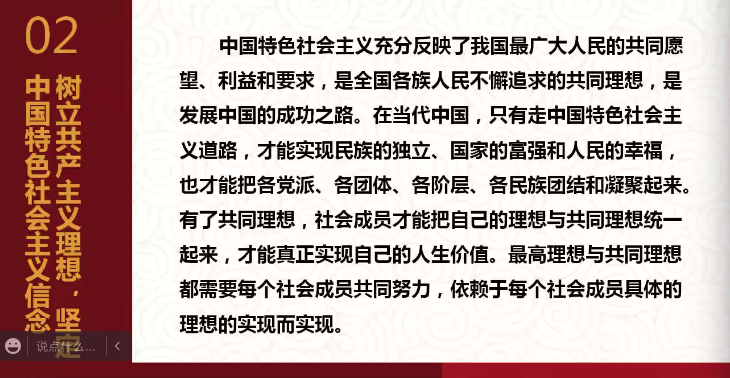 02
树立共产主义理想，坚定
中国特色社会主义信念
中国特色社会主义充分反映了我国最广大人民的共同愿
望、利益和要求，是全国各族人民不懈追求的共同理想，是
发展中国的成功之路。在当代中国，只有走中国特色社会主
义道路，才能实现民族的独立、国家的富强和人民的幸福，
也才能把各党派、各团体、各阶层、各民族团结和凝聚起来。
有了共同理想，社会成员才能把自己的理想与共同理想统一
起来，才能真正实现自己的人生价值。最高理想与共同理想
都需要每个社会成员共同努力，依赖于每个社会成员具体的
理想的实现而实现。
说点什么...